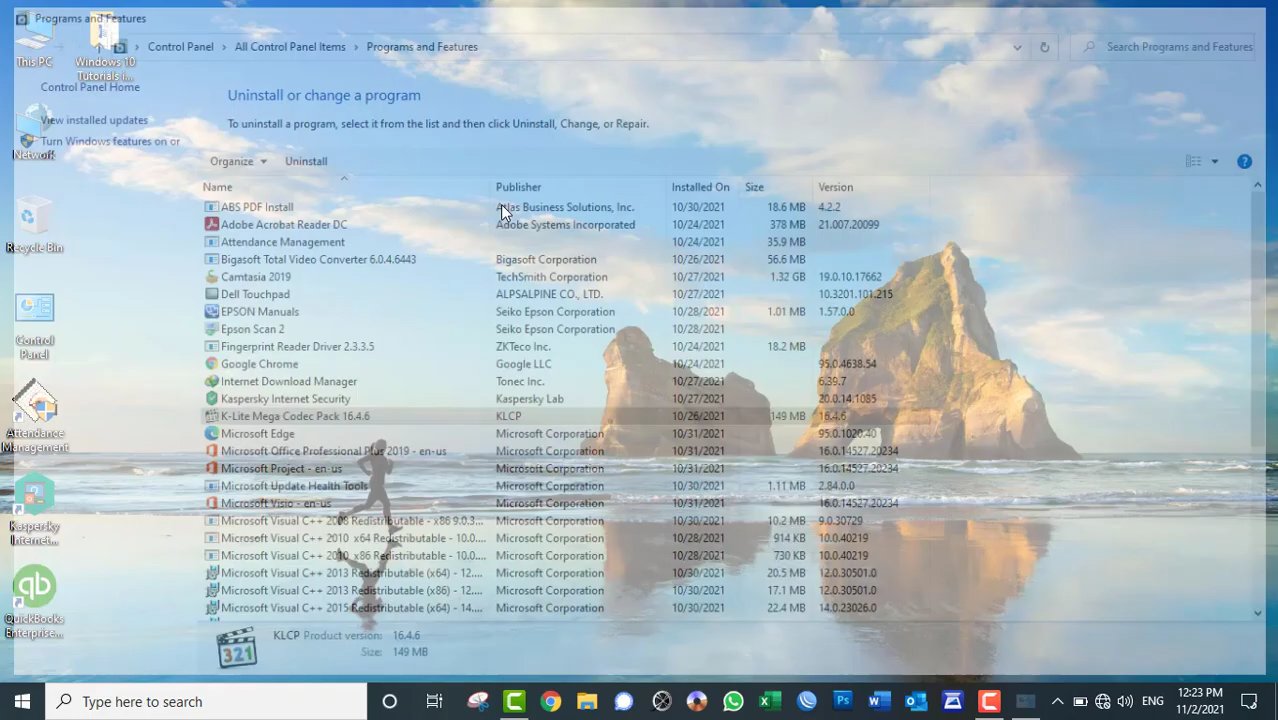 Programs and Features
This PC
Windows 10
Tutorials i...
Control Panel > All Control Panel Items > Programs and Features
Search Programs and Features
Control Panel Home
View installed updates
Turn Windows features on or
Network
Recycle Bin
Control
Panel
Attendance
Management
Kaspersky
Internet...
QuickBooks
Enterprise...
Uninstall or change a program
To uninstall a program, select it from the list and then click Uninstall, Change, or Repair.
Organize Uninstall
Name Publisher Installed On Size Version
ABS PDF Install Atlas Business Solutions, Inc. 10/30/2021 18.6 MB 4.2.2
Adobe Acrobat Reader DC Adobe Systems Incorporated 10/24/2021 378 MB 21.007.20099
Attendance Management 10/24/2021 35.9 MB
Bigasoft Total Video Converter 6.0.4.6443 Bigasoft Corporation 10/26/2021 56.6 MB
Camtasia 2019 TechSmith Corporation 10/27/2021 1.32 GB 19.0.10.17662
Dell Touchpad ALPSALPINE CO., LTD. 10/27/2021 10.3201.101.215
EPSON Manuals Seiko Epson Corporation 10/28/2021 1.01 MB 1.57.0.0
Epson Scan 2 Seiko Epson Corporation 10/28/2021
Fingerprint Reader Driver 2.3.3.5 ZKTeco Inc. 10/24/2021 18.2 MB
Google Chrome Google LLC 10/24/2021 95.0.4638.54
Internet Download Manager Tonec Inc. 10/27/2021 6.39.7
Kaspersky Internet Security Kaspersky Lab 10/27/2021 20.0.14.1085
K-Lite Mega Codec Pack 16.4.6 KLCP 10/26/2021 149 MB 16.4.6
Microsoft Edge Microsoft Corporation 10/31/2021 95.0.1020.40
Microsoft Office Professional Plus 2019 - en-us Microsoft Corporation 10/31/2021 16.0.14527.20234
Microsoft Project - en-us Microsoft Corporation 10/31/2021 16.0.14527.20234
Microsoft Update Health Tools Microsoft Corporation 10/30/2021 1.11 MB 2.84.0.0
Microsoft Visio - en-us Microsoft Corporation 10/31/2021 16.0.14527.20234
Microsoft Visual C++ 2008 Redistributable - x86 9.0.3... Microsoft Corporation 10/30/2021 10.2 MB 9.0.30729
Microsoft Visual C++ 2010 x64 Redistributable - 10.0.... Microsoft Corporation 10/28/2021 914 KB 10.0.40219
Microsoft Visual C++ 2010 x86 Redistributable - 10.0.... Microsoft Corporation 10/28/2021 730 KB 10.0.40219
Microsoft Visual C++ 2013 Redistributable (x64) - 12.... Microsoft Corporation 10/30/2021 20.5 MB 12.0.30501.0
Microsoft Visual C++ 2013 Redistributable (x86) - 12.... Microsoft Corporation 10/30/2021 17.1 MB 12.0.30501.0
Microsoft Visual C++ 2015 Redistributable (x64) - 14.... Microsoft Corporation 10/30/2021 22.4 MB 14.0.23026.0
321
KLCP Product version: 16.4.6
Size: 149 MB
Type here to search
ENG
12:23 PM
11/2/2021